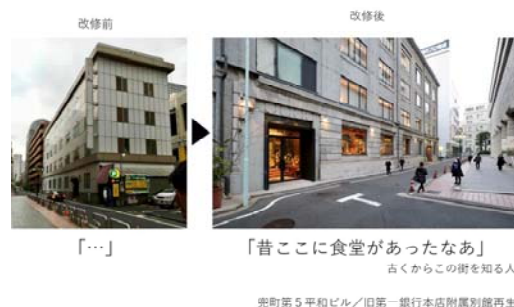 改修前
改修後
「…」
「昔ここに食堂があったなあ」
古くからこの街を知る人
兜町第5平和ビル／旧第一銀行本店附属別館再生